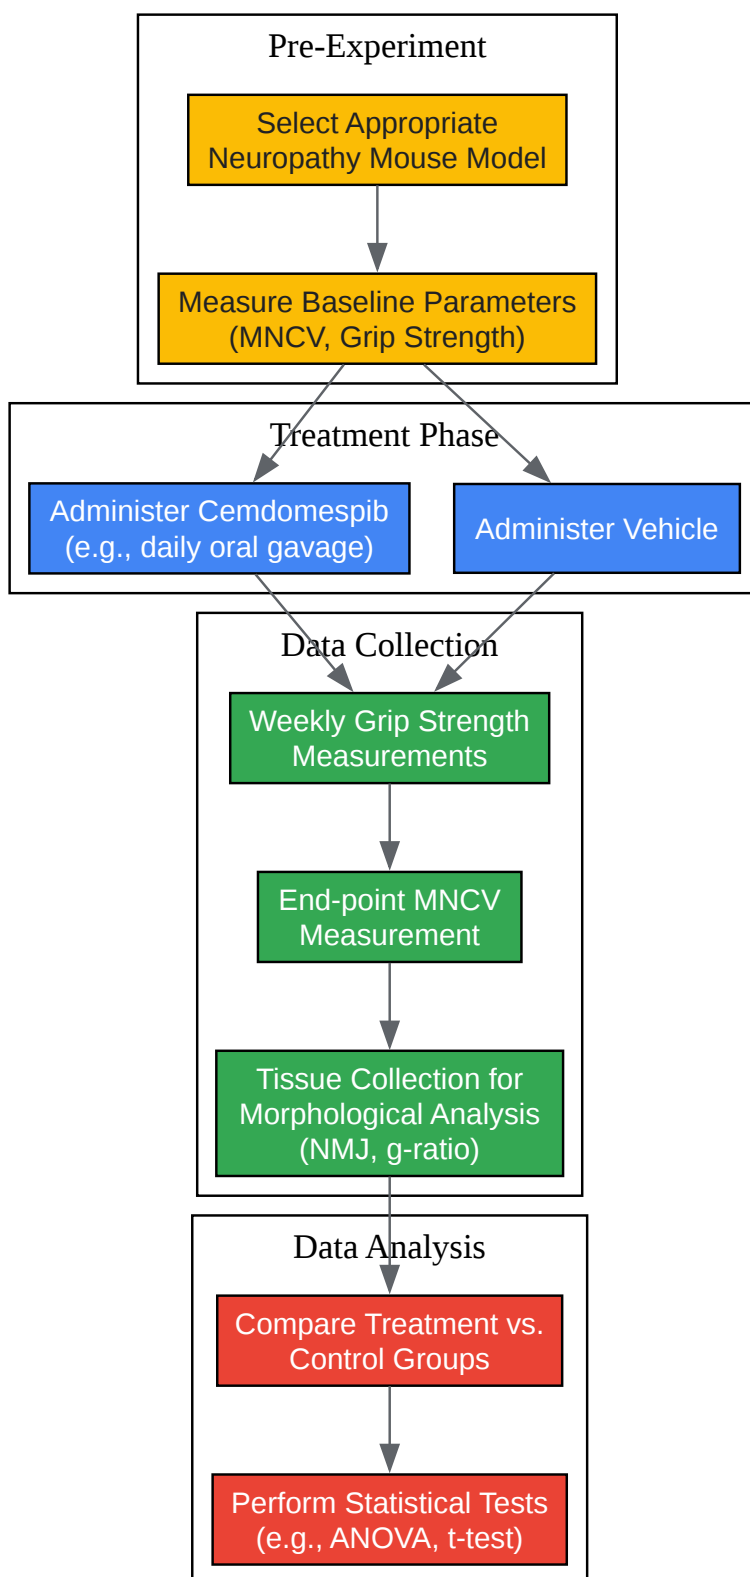 Pre-Experiment
Select Appropriate
Neuropathy Mouse Model
Measure Baseline Parameters
(MNCV, Grip Strength)
Treatment Phase
Administer Cemdomespib
(e.g., daily oral gavage)
Administer Vehicle
Data Collection
Weekly Grip Strength
Measurements
End-point MNCV
Measurement
Tissue Collection for
Morphological Analysis
(NMJ, g-ratio)
Data Analysis
Compare Treatment vs.
Control Groups
Perform Statistical Tests
(e.g., ANOVA, t-test)